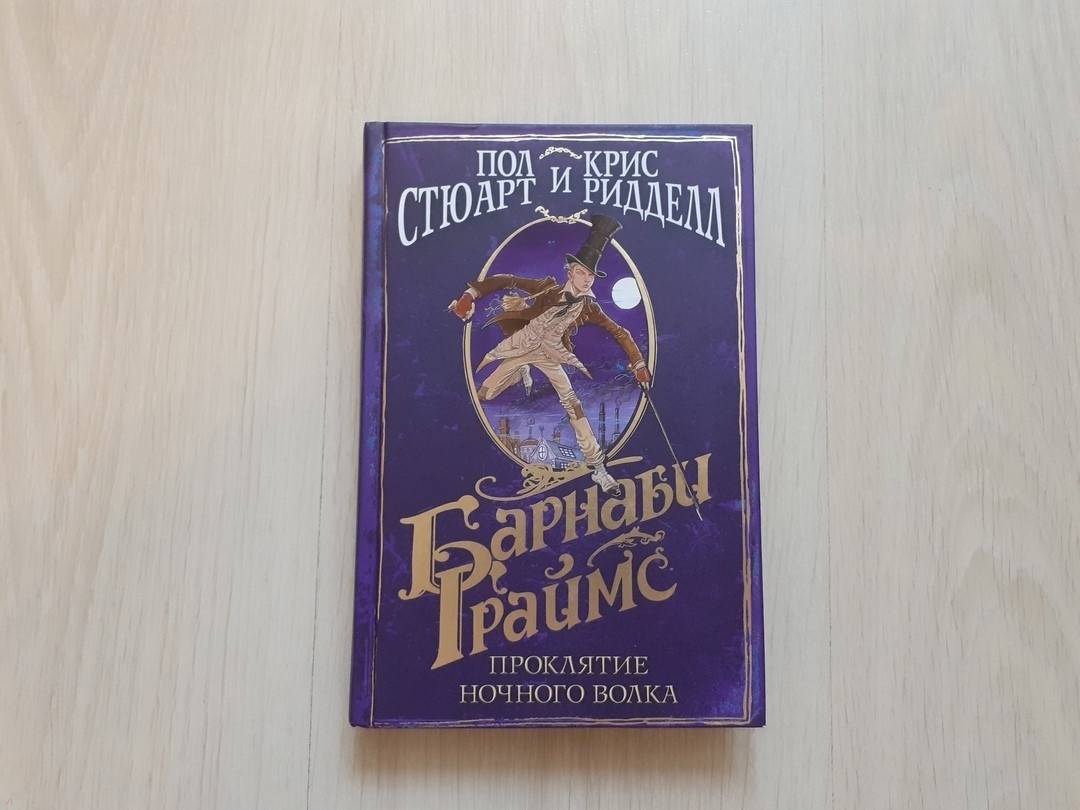 ПОЛ СТЮАРТ
И
КРИС РИДДЕЛЛ
БАРНАБИ
ГРАЙМС
ПРОКЛЯТИЕ
НОЧНОГО ВОЛКА